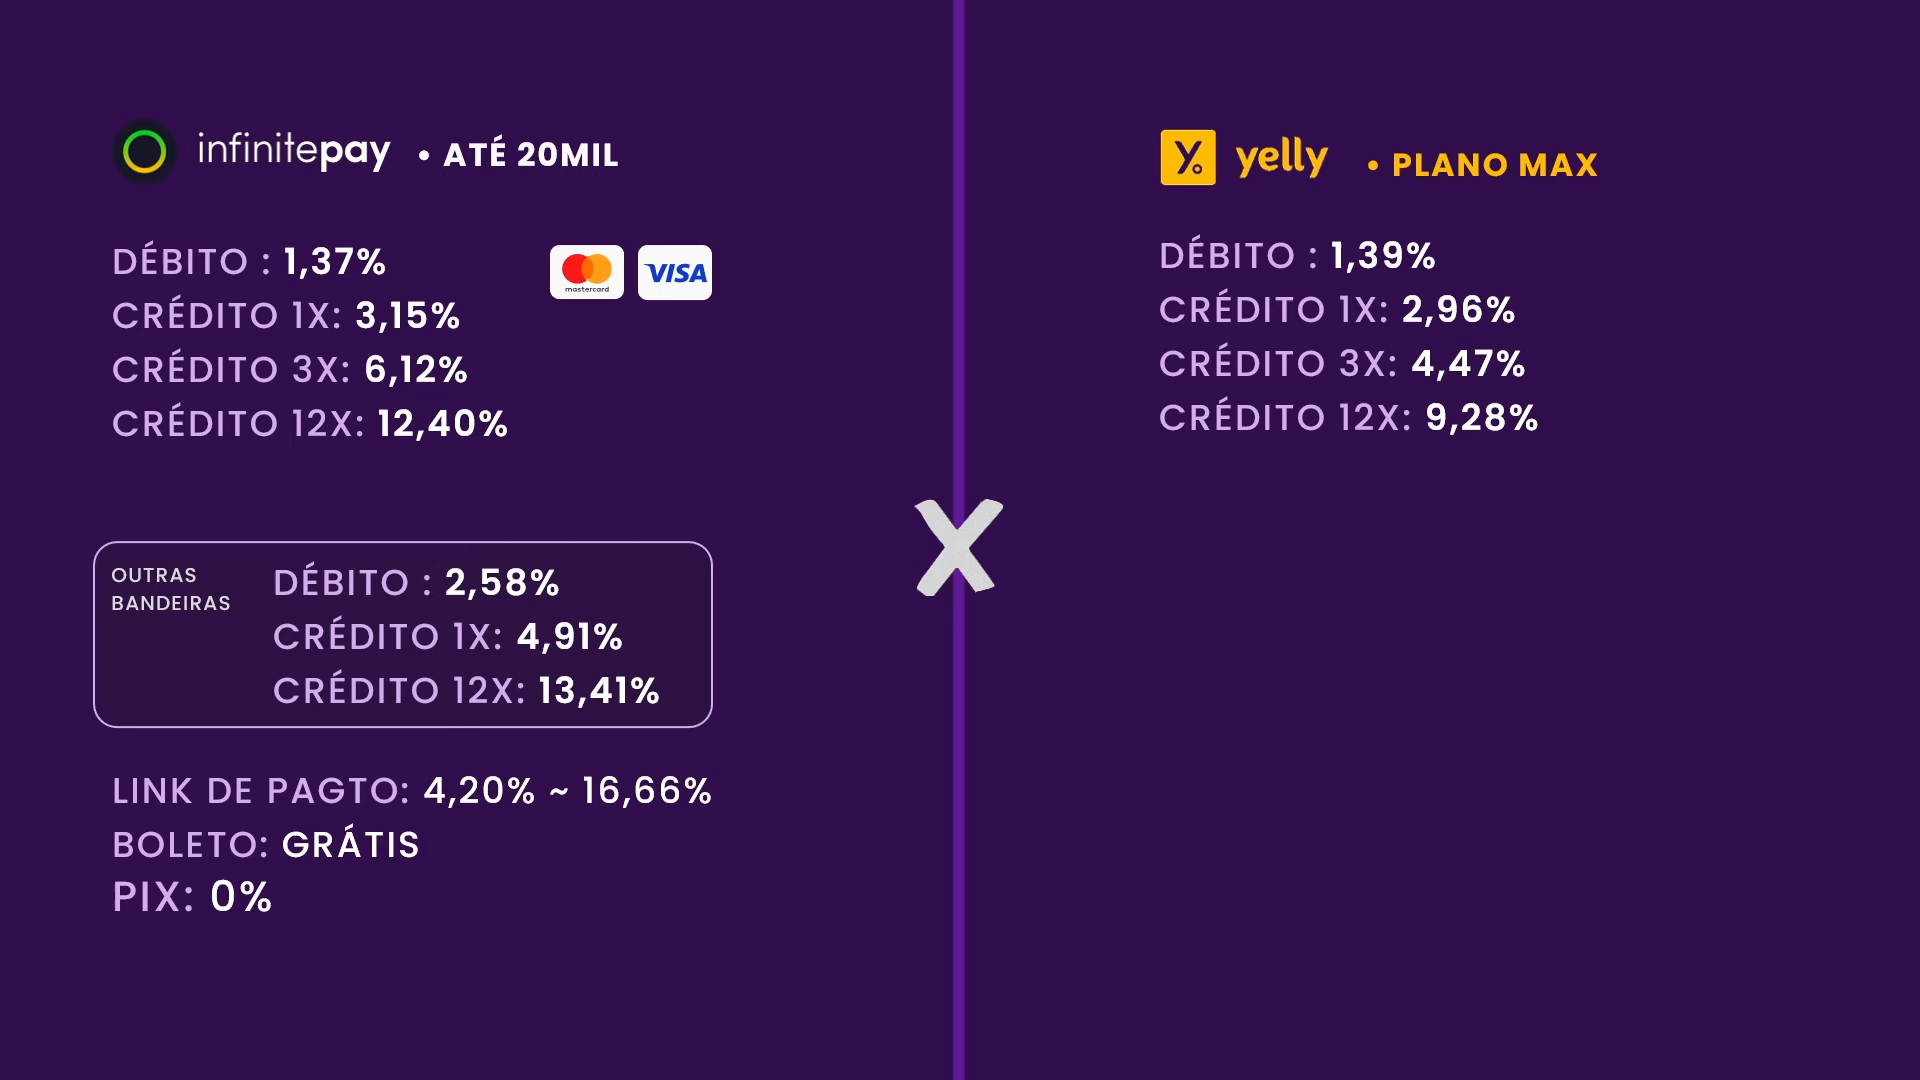 infinitepay • ATÉ 20MIL
DÉBITO : 1,37%
mastercard VISA
CRÉDITO 1X: 3,15%
CRÉDITO 3X: 6,12%
CRÉDITO 12X: 12,40%
OUTRAS
BANDEIRAS
DÉBITO : 2,58%
CRÉDITO 1X: 4,91%
CRÉDITO 12X: 13,41%
LINK DE PAGTO: 4,20% ~ 16,66%
BOLETO: GRÁTIS
PIX: 0%
X
y. yelly • PLANO MAX
DÉBITO : 1,39%
CRÉDITO 1X: 2,96%
CRÉDITO 3X: 4,47%
CRÉDITO 12X: 9,28%